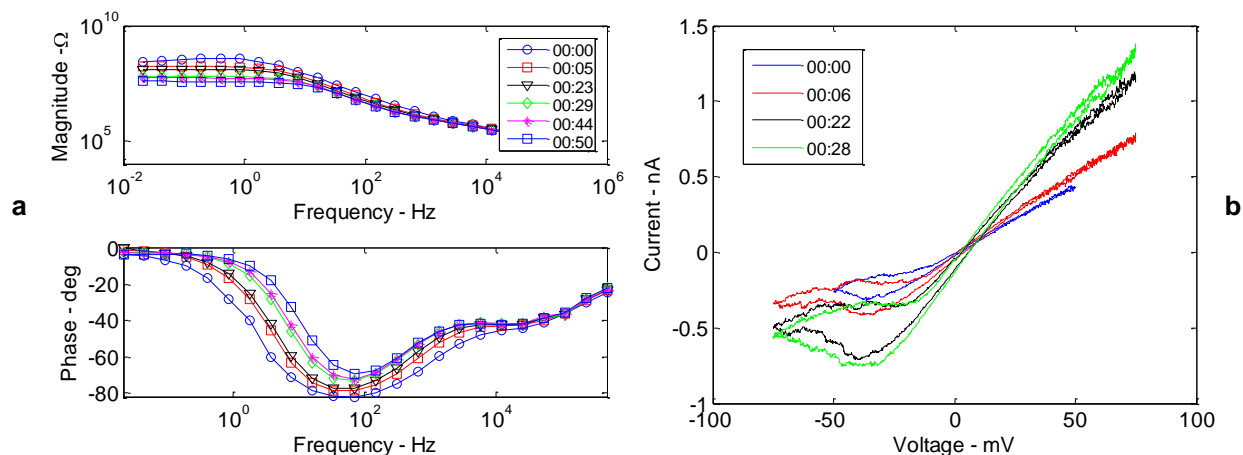 a
10^10
10^5
Magnitude -Ω
10^-2 10^0 10^2 10^4 10^6
Frequency - Hz
00:00
00:05
00:23
00:29
00:44
00:50
0
-20
-40
-60
-80
Phase - deg
10^0 10^2 10^4
Frequency - Hz
b
1.5
1
0.5
0
-0.5
-1
Current - nA
-100 -50 0 50 100
Voltage - mV
00:00
00:06
00:22
00:28